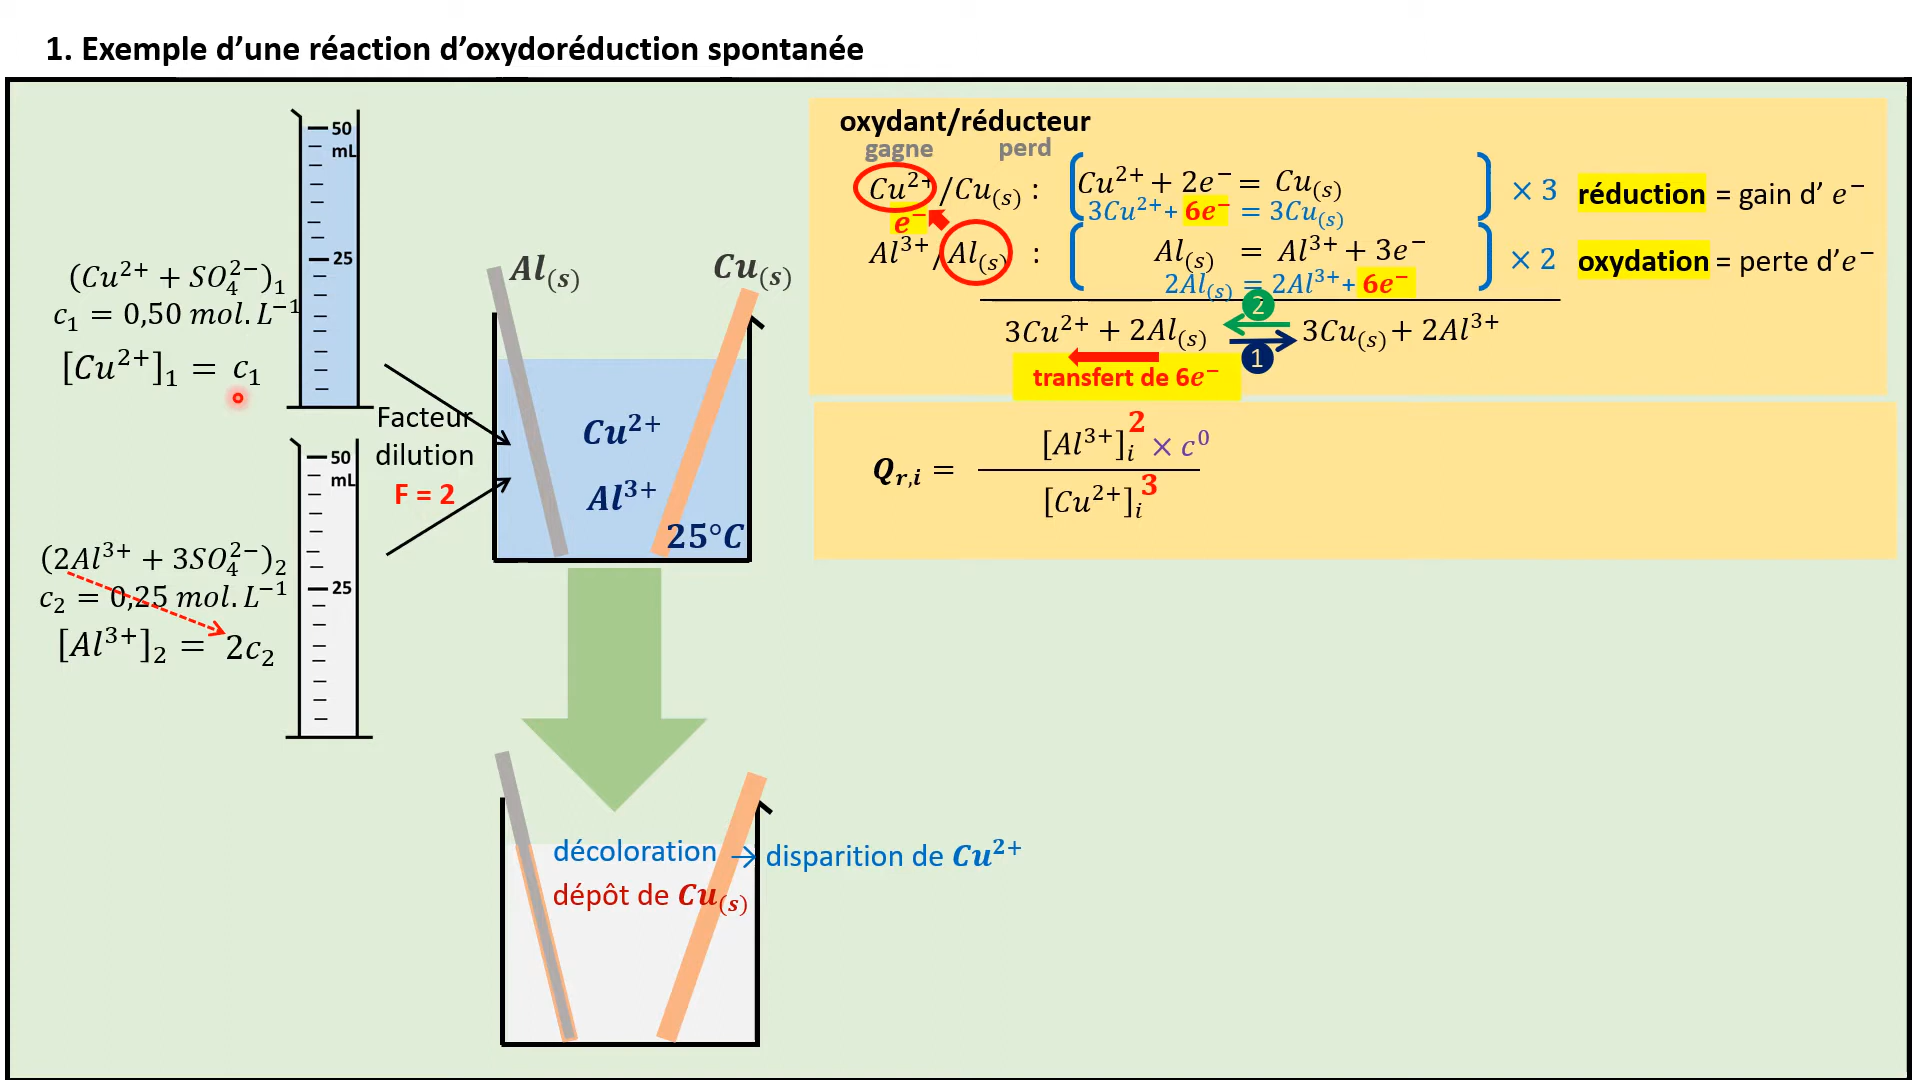 1. Exemple d’une réaction d’oxydoréduction spontanée
50
mL
25
(Cu²⁺ + SO₄²⁻)₁
c₁ = 0,50 mol.L⁻¹
[Cu²⁺]₁ = c₁
Facteur
dilution
F = 2
50
mL
25
(2Al³⁺ + 3SO₄²⁻)₂
c₂ = 0,25 mol.L⁻¹
[Al³⁺]₂ = 2c₂
Al₍ₛ₎
Cu₍ₛ₎
Cu²⁺
Al³⁺
25°C
oxydant/réducteur
gagne perd
Cu²⁺/Cu₍ₛ₎ : Cu²⁺ + 2e⁻ = Cu₍ₛ₎ × 3 réduction = gain d’ e⁻
3Cu²⁺+ 6e⁻ = 3Cu₍ₛ₎
e⁻
Al³⁺/Al₍ₛ₎ : Al₍ₛ₎ = Al³⁺ + 3e⁻ × 2 oxydation = perte d’e⁻
2Al₍ₛ₎ = 2Al³⁺+ 6e⁻
2
3Cu²⁺ + 2Al₍ₛ₎ 3Cu₍ₛ₎ + 2Al³⁺
1
transfert de 6e⁻
Qᵣ,ᵢ = [Al³⁺]ᵢ² × c⁰
[Cu²⁺]ᵢ³
décoloration → disparition de Cu²⁺
dépôt de Cu₍ₛ₎